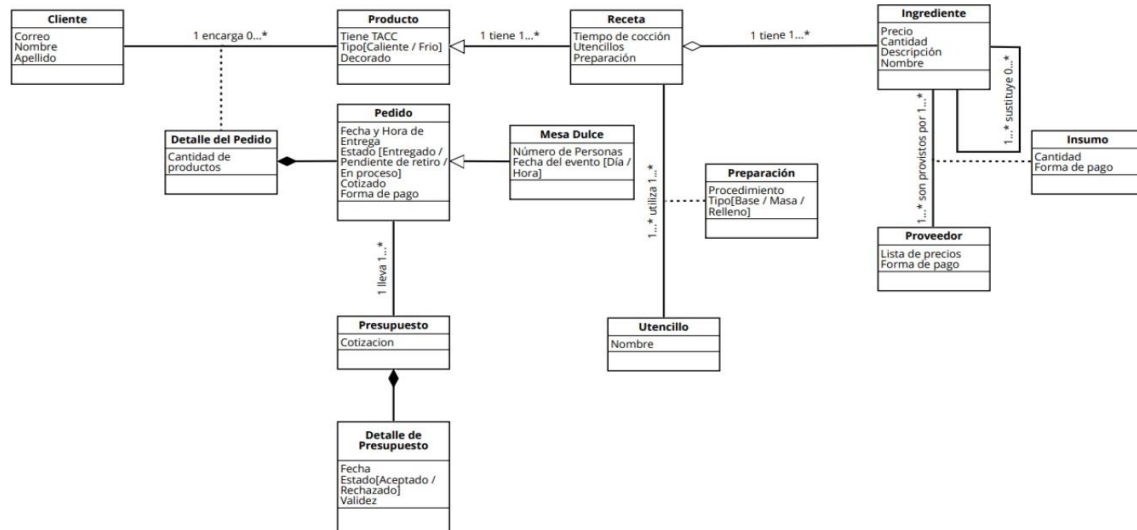 Cliente
Correo
Nombre
Apellido
1 encarga 0...*
Producto
Tiene TACC
Tipo[Caliente / Frio]
Decorado
1 tiene 1...*
Receta
Tiempo de cocción
Utencillos
Preparación
1 tiene 1...*
Ingrediente
Precio
Cantidad
Descripción
Nombre
1...* sustituye 0...*
Detalle del Pedido
Cantidad de
productos
Pedido
Fecha y Hora de
Entrega
Estado [Entregado /
Pendiente de retiro /
En proceso]
Cotizado
Forma de pago
Mesa Dulce
Número de Personas
Fecha del evento [Día /
Hora]
1...* utiliza 1...*
Preparación
Procedimiento
Tipo[Base / Masa /
Relleno]
1...* son provistos por 1...*
Insumo
Cantidad
Forma de pago
Proveedor
Lista de precios
Forma de pago
1 lleva 1...*
Presupuesto
Cotizacion
Utencillo
Nombre
Detalle de
Presupuesto
Fecha
Estado[Aceptado /
Rechazado]
Validez